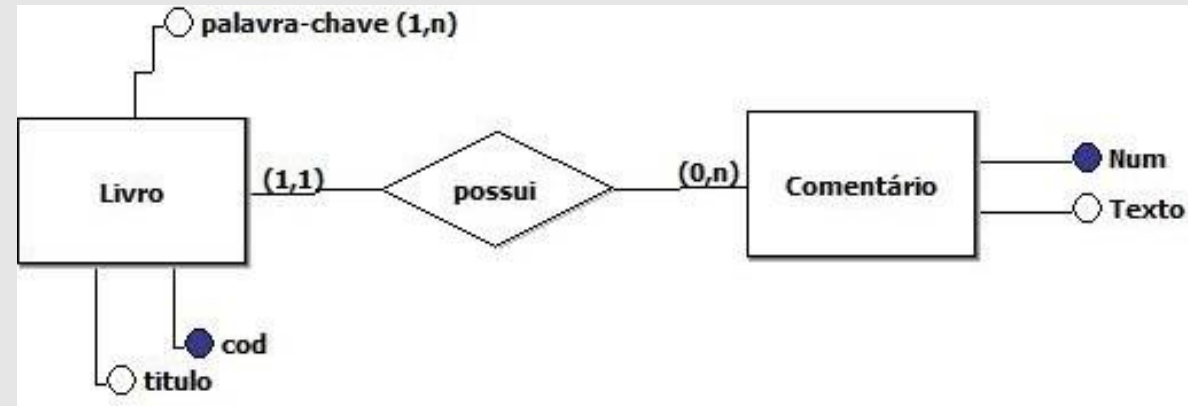 palavra-chave (1,n)
Livro
(1,1)
possui
(0,n)
Comentário
Num
Texto
cod
titulo